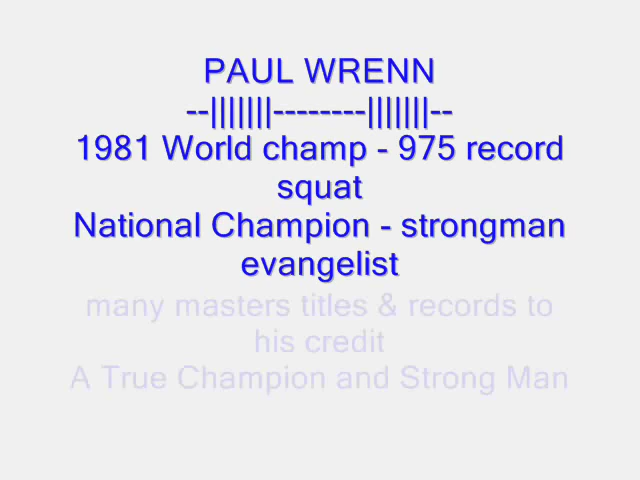 PAUL WRENN
--|||||||--------|||||||--
1981 World champ - 975 record
squat
National Champion - strongman
evangelist
many masters titles & records to
his credit
A True Champion and Strong Man